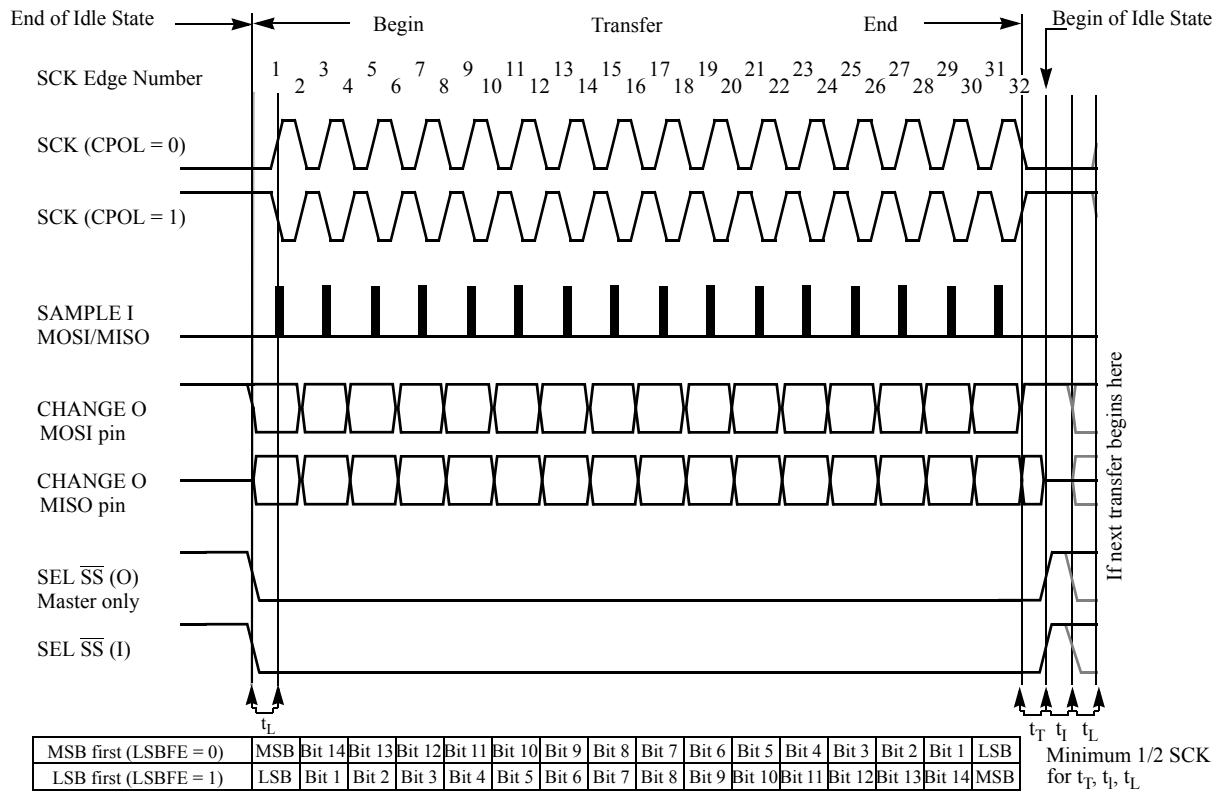 End of Idle State
Begin
Transfer
End
Begin of Idle State
SCK Edge Number
1 3 5 7 9 11 13 15 17 19 21 23 25 27 29 31
2 4 6 8 10 12 14 16 18 20 22 24 26 28 30 32
SCK (CPOL = 0)
SCK (CPOL = 1)
SAMPLE I
MOSI/MISO
CHANGE O
MOSI pin
CHANGE O
MISO pin
SEL S̅S̅ (O)
Master only
SEL S̅S̅ (I)
If next transfer begins here
tL
tT tI tL
MSB first (LSBFE = 0) MSB Bit 14 Bit 13 Bit 12 Bit 11 Bit 10 Bit 9 Bit 8 Bit 7 Bit 6 Bit 5 Bit 4 Bit 3 Bit 2 Bit 1 LSB
LSB first (LSBFE = 1) LSB Bit 1 Bit 2 Bit 3 Bit 4 Bit 5 Bit 6 Bit 7 Bit 8 Bit 9 Bit 10 Bit 11 Bit 12 Bit 13 Bit 14 MSB
Minimum 1/2 SCK
for tT, tl, tL